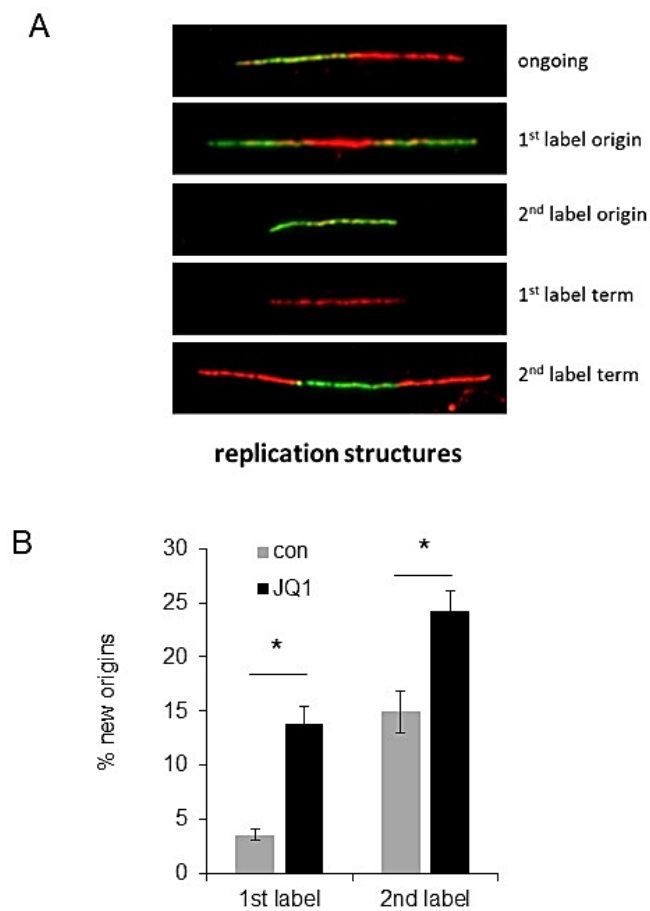 A
ongoing
1st label origin
2nd label origin
1st label term
2nd label term
replication structures
B
% new origins
30
25
20
15
10
5
0
con
JQ1
*
*
1st label
2nd label